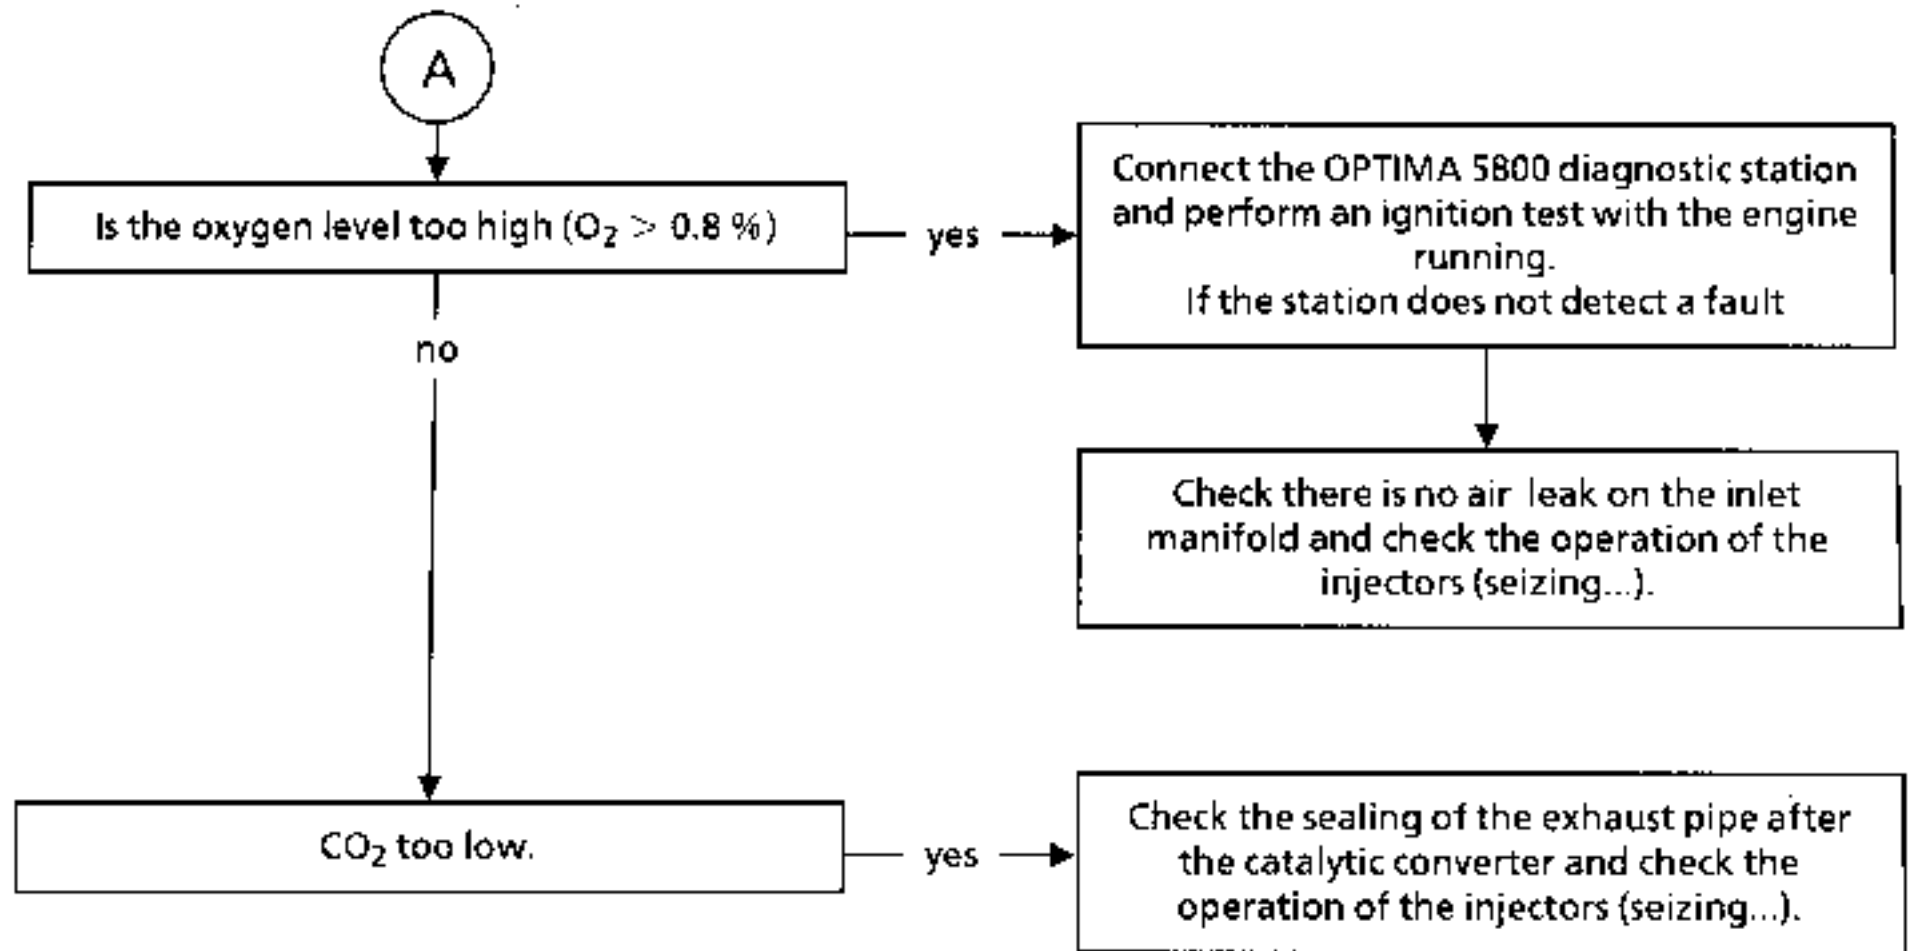 A
Is the oxygen level too high (O₂ > 0.8 %)
yes
Connect the OPTIMA 5800 diagnostic station
and perform an ignition test with the engine
running.
If the station does not detect a fault
no
Check there is no air leak on the inlet
manifold and check the operation of the
injectors (seizing...).
CO₂ too low.
yes
Check the sealing of the exhaust pipe after
the catalytic converter and check the
operation of the injectors (seizing...).